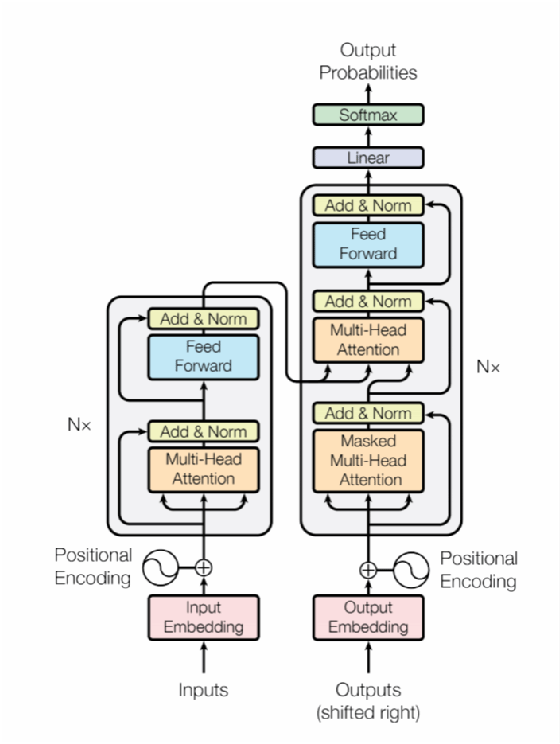 Output
Probabilities
Softmax
Linear
Add & Norm
Feed
Forward
Add & Norm
Multi-Head
Attention
Add & Norm
Masked
Multi-Head
Attention
N×
Add & Norm
Feed
Forward
Add & Norm
Multi-Head
Attention
N×
Positional
Encoding
Positional
Encoding
Input
Embedding
Output
Embedding
Inputs
Outputs
(shifted right)